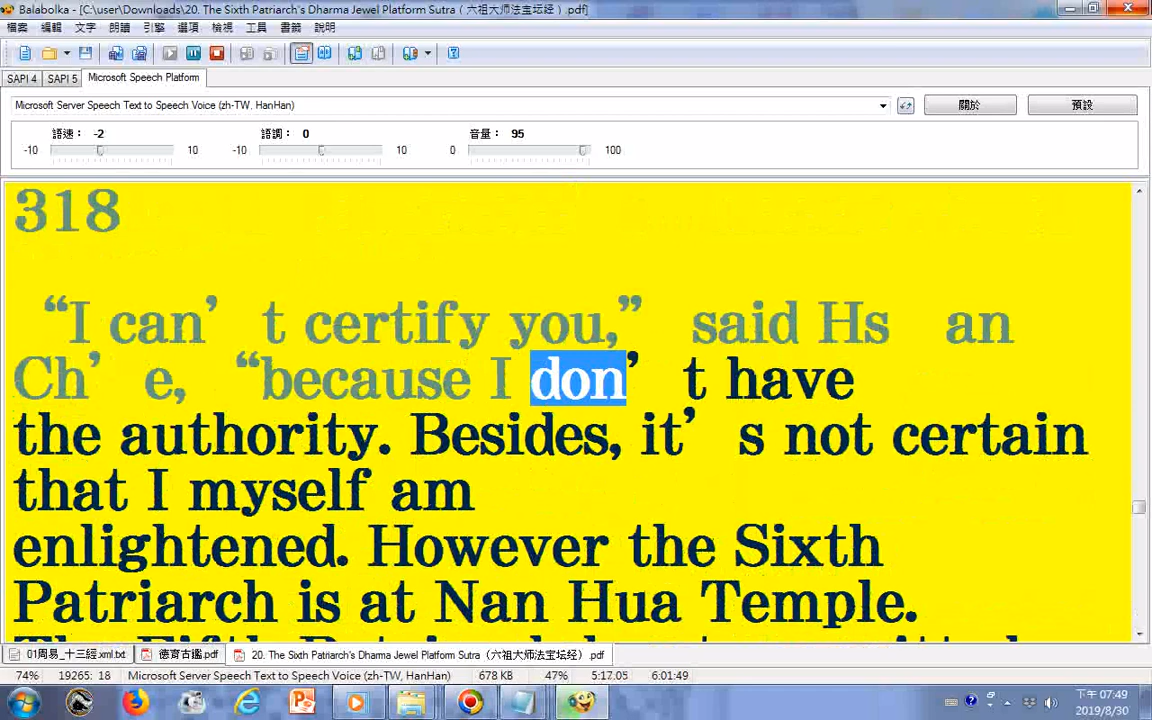 Balabolka - [C:\user\Downloads\20. The Sixth Patriarch's Dharma Jewel Platform Sutra（六祖大师法宝坛经）.pdf]
檔案 編輯 文字 朗讀 引擎 選項 檢視 工具 書籤 說明
SAPI 4 SAPI 5 Microsoft Speech Platform
Microsoft Server Speech Text to Speech Voice (zh-TW, HanHan) 關於 預設
語速： -2 語調： 0 音量： 95
-10 10 -10 10 0 100
318
“I can’t certify you,” said Hs an
Ch’e, “because I don’t have
the authority. Besides, it’s not certain
that I myself am
enlightened. However the Sixth
Patriarch is at Nan Hua Temple.
01周易_十三經.xml.txt 德育古鑑.pdf 20. The Sixth Patriarch's Dharma Jewel Platform Sutra（六祖大师法宝坛经）.pdf
74% 19265: 18 Microsoft Server Speech Text to Speech Voice (zh-TW, HanHan) 678 KB 47% 5:17.05 6:01:49
下午 07:49
2019/8/30